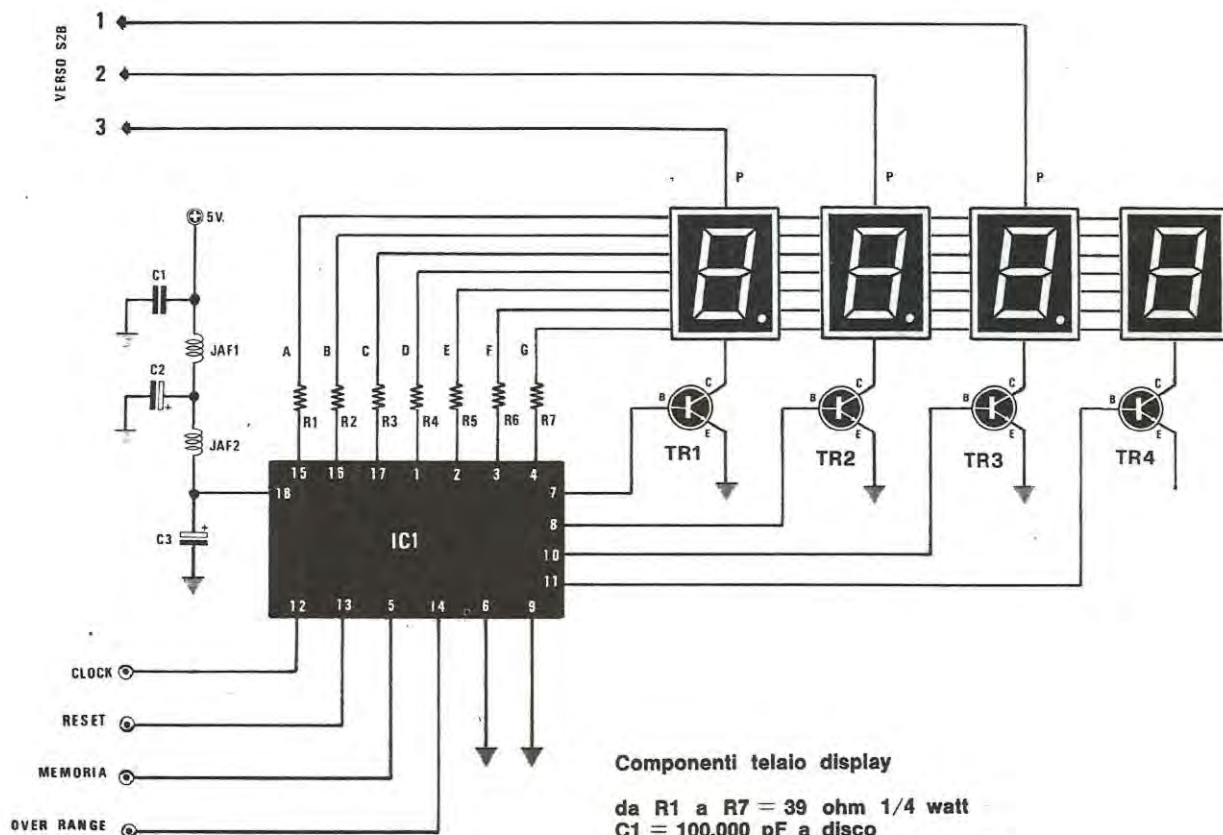 VERSO S2B
1
2
3
P
P
P
5V.
C1
JAF1
C2
+
JAF2
A B C D E F G
R1 R2 R3 R4 R5 R6 R7
B C E
TR1
B C E
TR2
B C E
TR3
B C E
TR4
15 16 17 1 2 3 4
18
7
8
10
11
IC1
C3
+
12 13 5 14 6 9
CLOCK
RESET
MEMORIA
OVER RANGE
Componenti telaio display
da R1 a R7 = 39 ohm 1/4 watt
C1 = 100.000 pF a disco